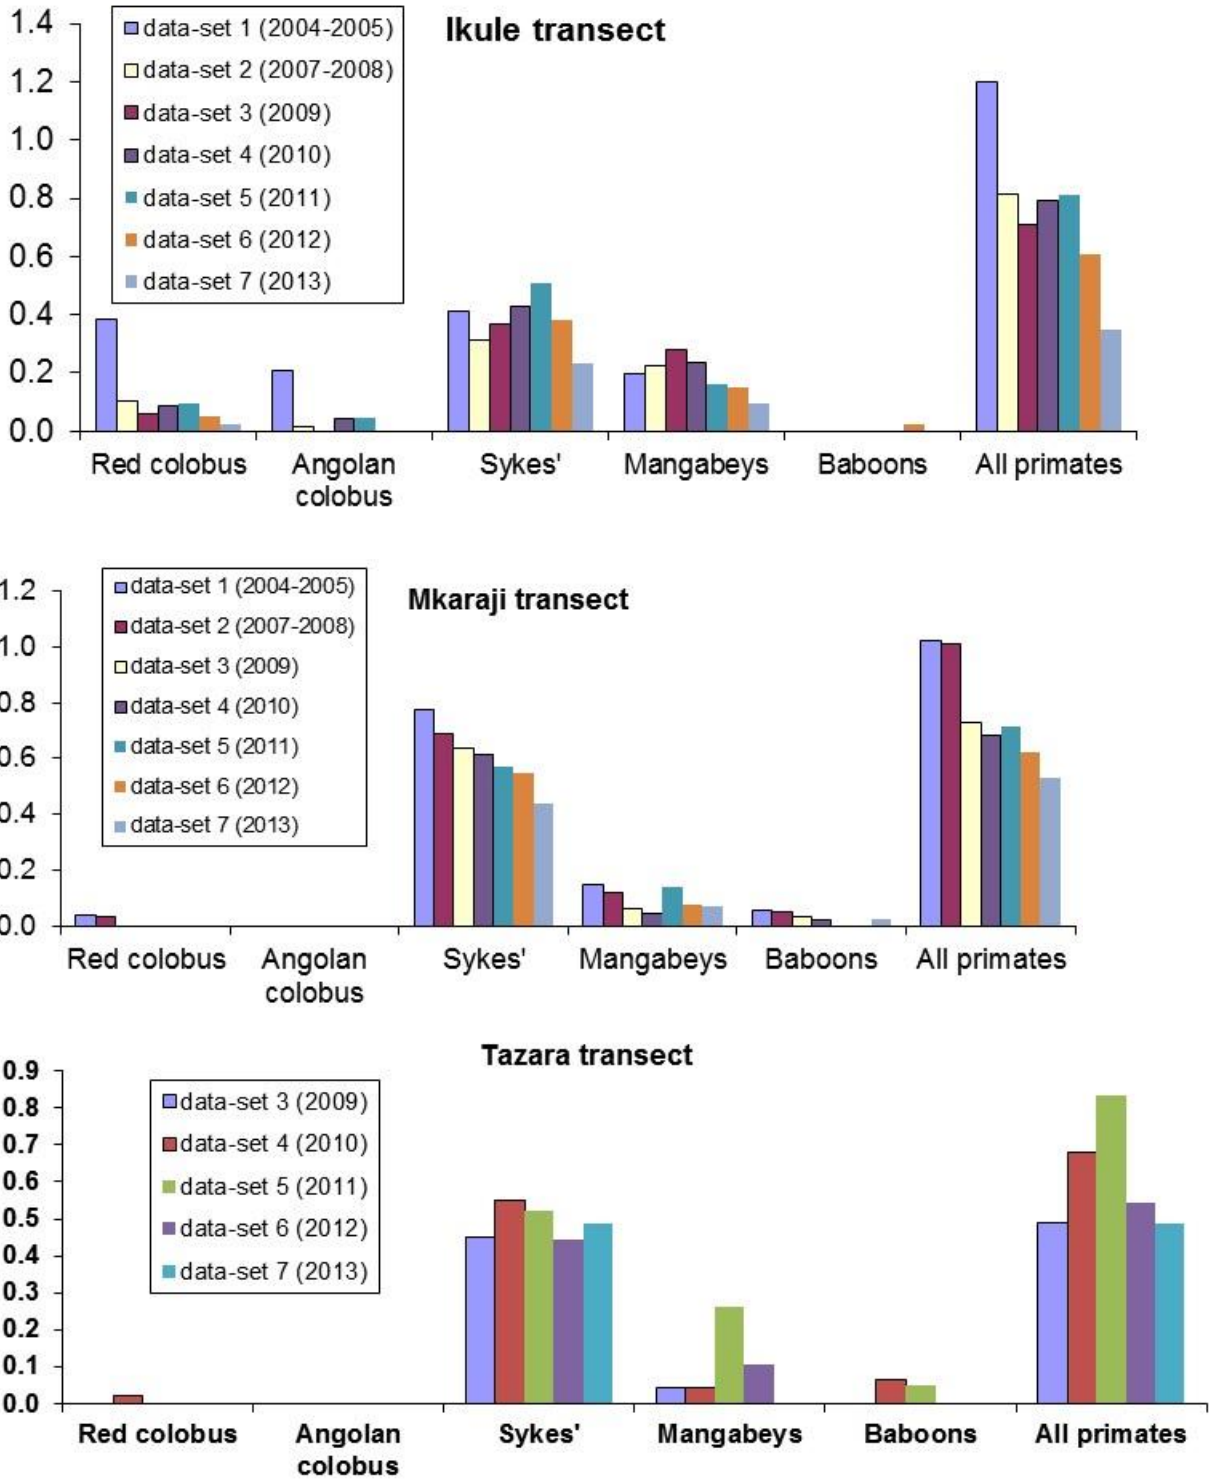 Ikule transect
1.4
1.2
1.0
0.8
0.6
0.4
0.2
0.0
data-set 1 (2004-2005)
data-set 2 (2007-2008)
data-set 3 (2009)
data-set 4 (2010)
data-set 5 (2011)
data-set 6 (2012)
data-set 7 (2013)
Red colobus
Angolan
colobus
Sykes'
Mangabeys
Baboons
All primates
Mkaraji transect
1.2
1.0
0.8
0.6
0.4
0.2
0.0
data-set 1 (2004-2005)
data-set 2 (2007-2008)
data-set 3 (2009)
data-set 4 (2010)
data-set 5 (2011)
data-set 6 (2012)
data-set 7 (2013)
Red colobus
Angolan
colobus
Sykes'
Mangabeys
Baboons
All primates
Tazara transect
0.9
0.8
0.7
0.6
0.5
0.4
0.3
0.2
0.1
0.0
data-set 3 (2009)
data-set 4 (2010)
data-set 5 (2011)
data-set 6 (2012)
data-set 7 (2013)
Red colobus
Angolan
colobus
Sykes'
Mangabeys
Baboons
All primates